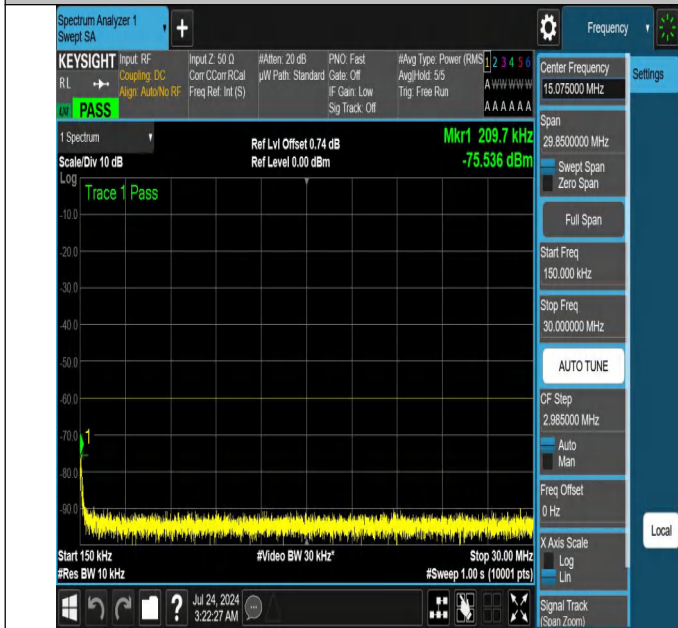 Spectrum Analyzer 1
Swept SA
+
Frequency
KEYSIGHT
RL
PASS
Input: RF
Coupling: DC
Align: Auto/No RF
Input Z: 50 Ω
Corr CCorr RCal
Freq Ref: Int (S)
#Atten: 20 dB
µW Path: Standard
PNO: Fast
Gate: Off
IF Gain: Low
Sig Track: Off
#Avg Type: Power (RMS
Avg|Hold: 5/5
Trig: Free Run
1 2 3 4 5 6
A W W W W W
A A A A A A
1 Spectrum
Scale/Div 10 dB
Log
Ref Lvl Offset 0.74 dB
Ref Level 0.00 dBm
Mkr1 209.7 kHz
-75.536 dBm
Trace 1 Pass
-10.0
-20.0
-30.0
-40.0
-50.0
-60.0
-70.0
1
-80.0
-90.0
Start 150 kHz
#Res BW 10 kHz
#Video BW 30 kHz*
Stop 30.00 MHz
#Sweep 1.00 s (10001 pts)
Center Frequency
15.075000 MHz
Settings
Span
29.8500000 MHz
Swept Span
Zero Span
Full Span
Start Freq
150.000 kHz
Stop Freq
30.000000 MHz
AUTO TUNE
CF Step
2.985000 MHz
Auto
Man
Freq Offset
0 Hz
X Axis Scale
Log
Lin
Local
Signal Track
(Span Zoom)
?
Jul 24, 2024
3:22:27 AM